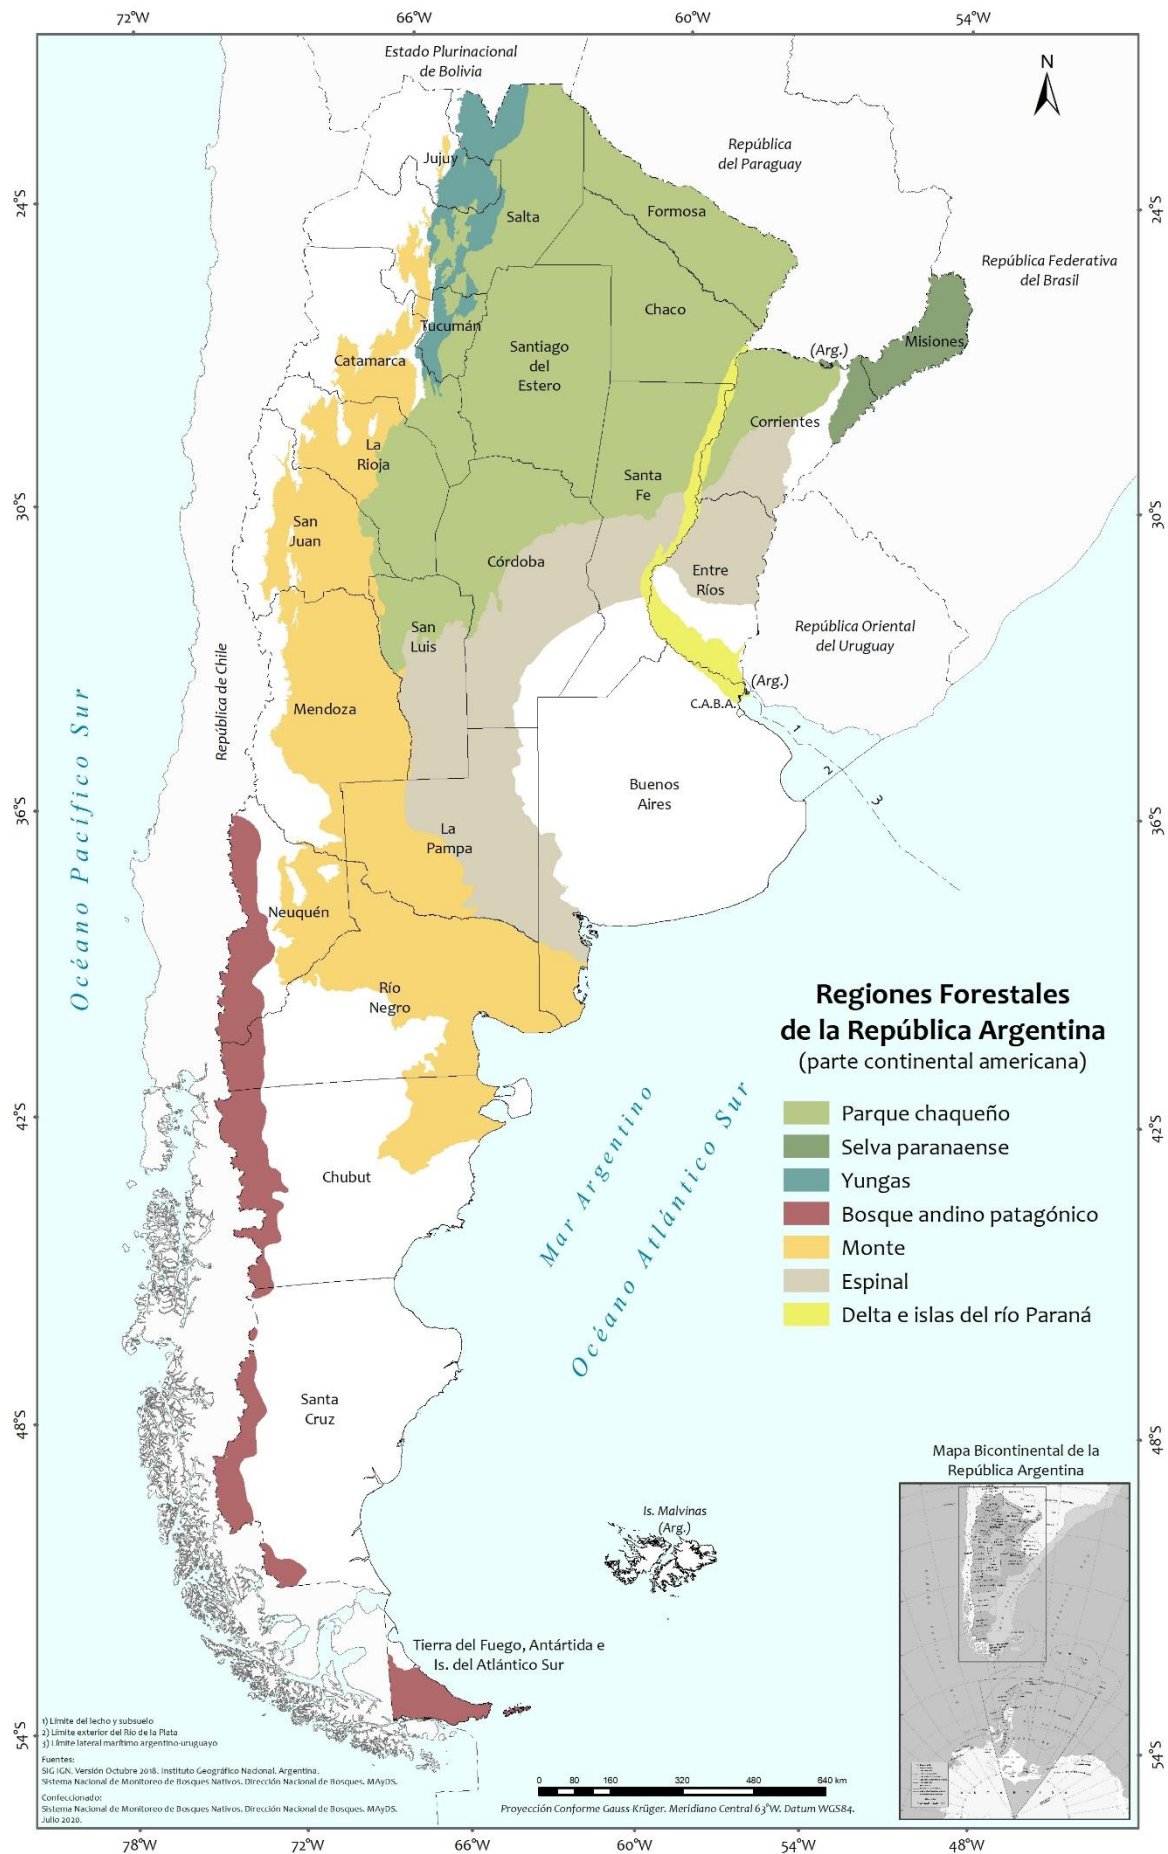 72°W
66°W
60°W
54°W
Estado Plurinacional
de Bolivia
N
República
del Paraguay
Jujuy
24°S
24°S
Salta
Formosa
República Federativa
del Brasil
Chaco
Tucumán
(Arg.)
Misiones
Santiago
del
Estero
Catamarca
Corrientes
La
Rioja
Santa
Fe
30°S
30°S
San
Juan
Córdoba
Entre
Ríos
San
Luis
República Oriental
del Uruguay
República de Chile
(Arg.)
C.A.B.A.
Mendoza
1
2
3
Océano Pacífico Sur
Buenos
Aires
36°S
36°S
La
Pampa
Neuquén
Río
Negro
Regiones Forestales
de la República Argentina
(parte continental americana)
Parque chaqueño
Selva paranaense
Yungas
Bosque andino patagónico
Monte
Espinal
Delta e islas del río Paraná
42°S
42°S
Mar Argentino
Océano Atlántico Sur
Chubut
Santa
Cruz
48°S
48°S
Mapa Bicontinental de la
República Argentina
Is. Malvinas
(Arg.)
Tierra del Fuego, Antártida e
Is. del Atlántico Sur
54°S
54°S
1) Límite del lecho y subsuelo
2) Límite exterior del Río de la Plata
3) Límite lateral marítimo argentino-uruguayo
Fuentes:
SIG IGN. Versión Octubre 2018. Instituto Geográfico Nacional. Argentina.
Sistema Nacional de Monitoreo de Bosques Nativos. Dirección Nacional de Bosques. MAyDS.
Confeccionado:
Sistema Nacional de Monitoreo de Bosques Nativos. Dirección Nacional de Bosques. MAyDS.
Julio 2020.
0 80 160 320 480 640 km
Proyección Conforme Gauss Krüger. Meridiano Central 63°W. Datum WGS84.
78°W
72°W
66°W
60°W
54°W
48°W